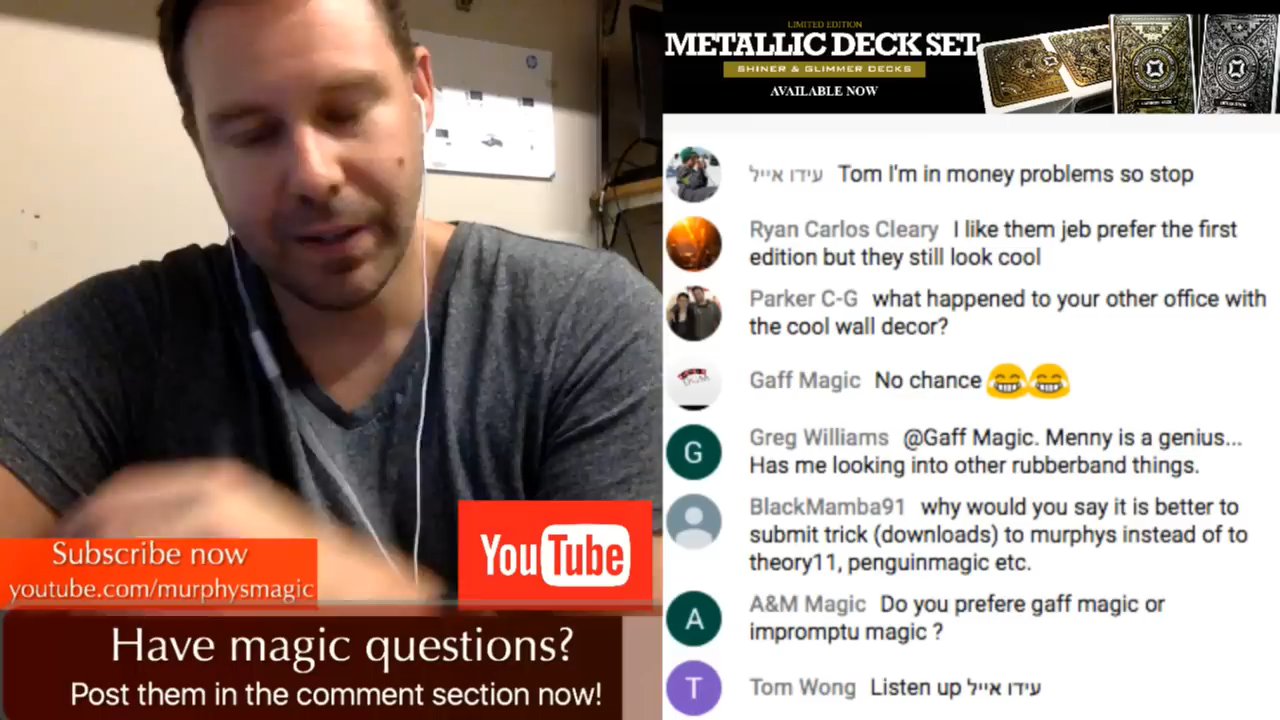 LIMITED EDITION
METALLIC DECK SET
SHINER & GLIMMER DECKS
AVAILABLE NOW
עידו אייל Tom I'm in money problems so stop
Ryan Carlos Cleary I like them jeb prefer the first
edition but they still look cool
Parker C-G what happened to your other office with
the cool wall decor?
Gaff Magic No chance 😂😂
Greg Williams @Gaff Magic. Menny is a genius...
Has me looking into other rubberband things.
BlackMamba91 why would you say it is better to
submit trick (downloads) to murphys instead of to
theory11, penguinmagic etc.
A&M Magic Do you prefere gaff magic or
impromptu magic ?
Tom Wong Listen up עידו אייל
G
A
T
hp
Subscribe now
youtube.com/murphysmagic
YouTube
Have magic questions?
Post them in the comment section now!